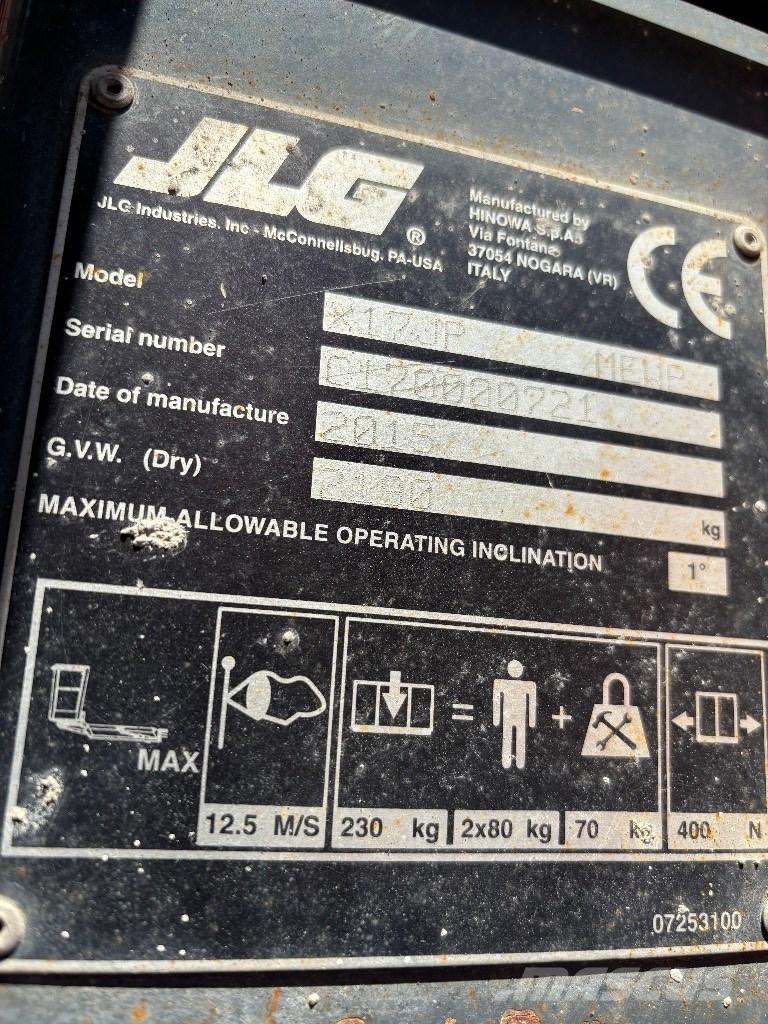 JLG ®
JLG Industries. Inc - McConnellsbug. PA-USA
Manufactured by
HINOWA S.p.A.
Via Fontana
37054 NOGARA (VR)
ITALY
CE
Model X17JP MEWP
Serial number
Date of manufacture 2015
G.V.W. (Dry) kg
MAXIMUM ALLOWABLE OPERATING INCLINATION 1°
MAX
= +
12.5 M/S 230 kg 2x80 kg 70 kg 400 N
07253100
MASCUS